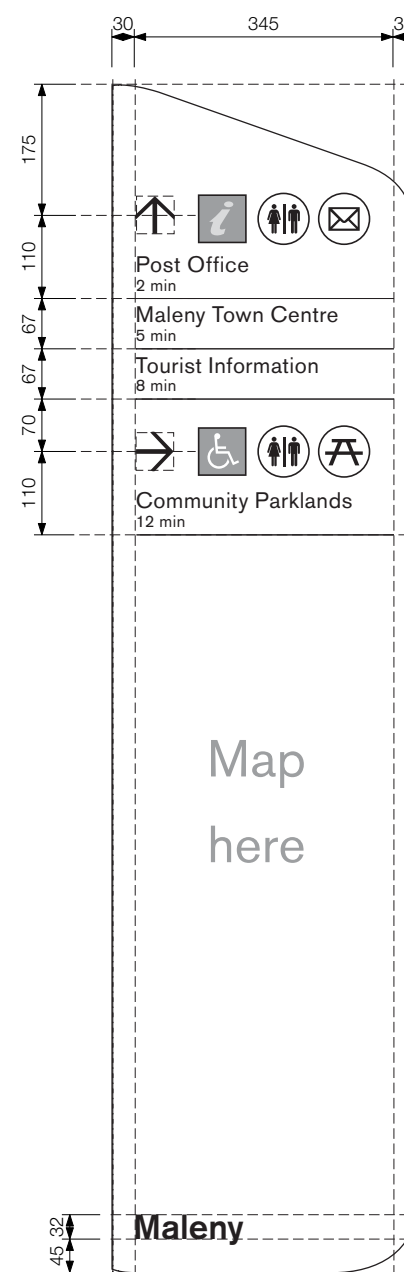 30 345 3
175
110
67
67
70
110
32
45
i
Post Office
2 min
Maleny Town Centre
5 min
Tourist Information
8 min
Community Parklands
12 min
Map
here
Maleny